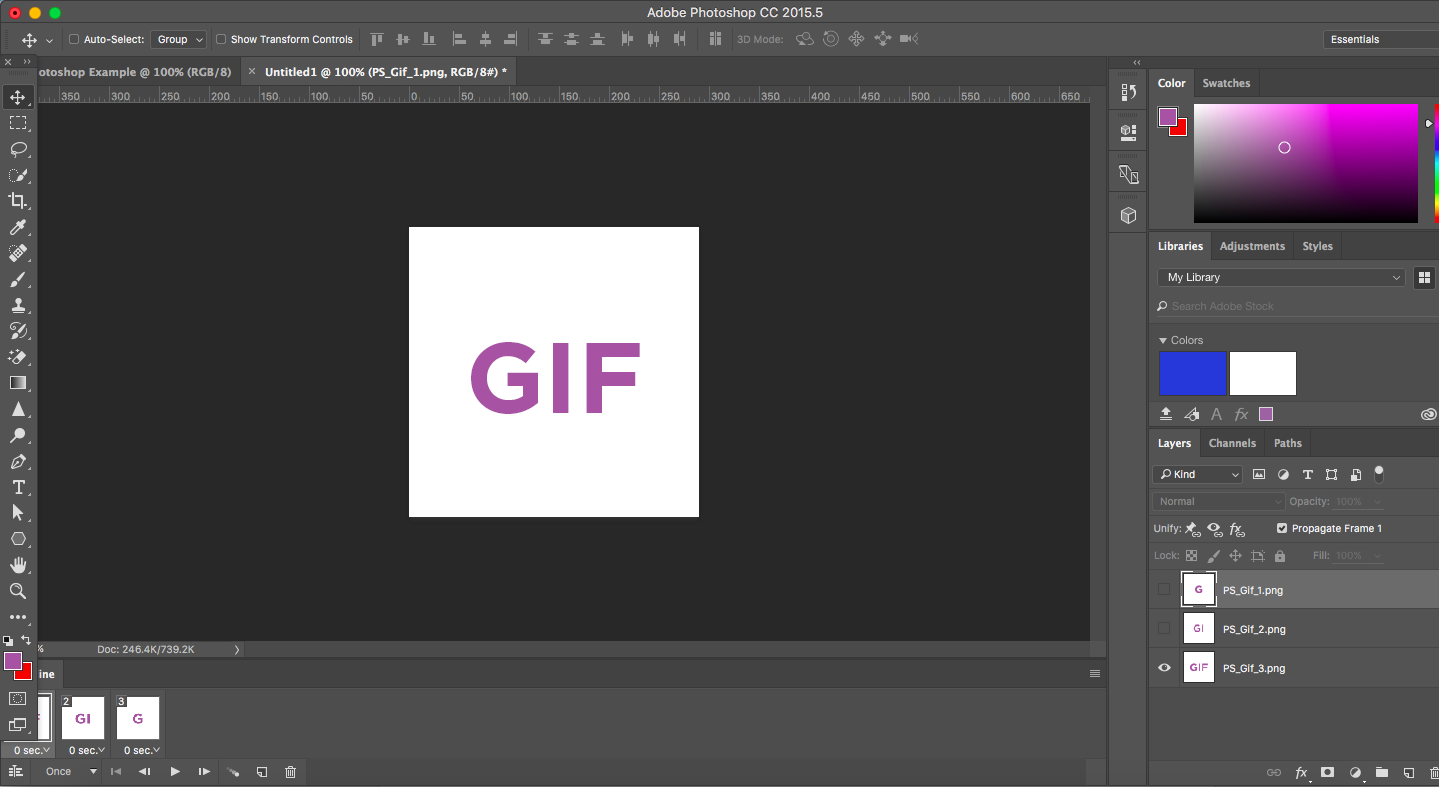 Adobe Photoshop CC 2015.5
Auto-Select: Group Show Transform Controls 3D Mode: Essentials
otoshop Example @ 100% (RGB/8) × Untitled1 @ 100% (PS_Gif_1.png, RGB/8#) *
350 300 250 200 150 100 50 0 50 100 150 200 250 300 350 400 450 500 550 600 650
Color Swatches
Libraries Adjustments Styles
My Library
Search Adobe Stock
Colors
GIF
A fx
Layers Channels Paths
Kind T
Normal Opacity: 100%
Unify: fx Propagate Frame 1
Lock: Fill: 100%
G PS_Gif_1.png
GI PS_Gif_2.png
GIF PS_Gif_3.png
% Doc: 246.4K/739.2K
ine
F 2 GI 3 G
0 sec. 0 sec. 0 sec.
Once
fx